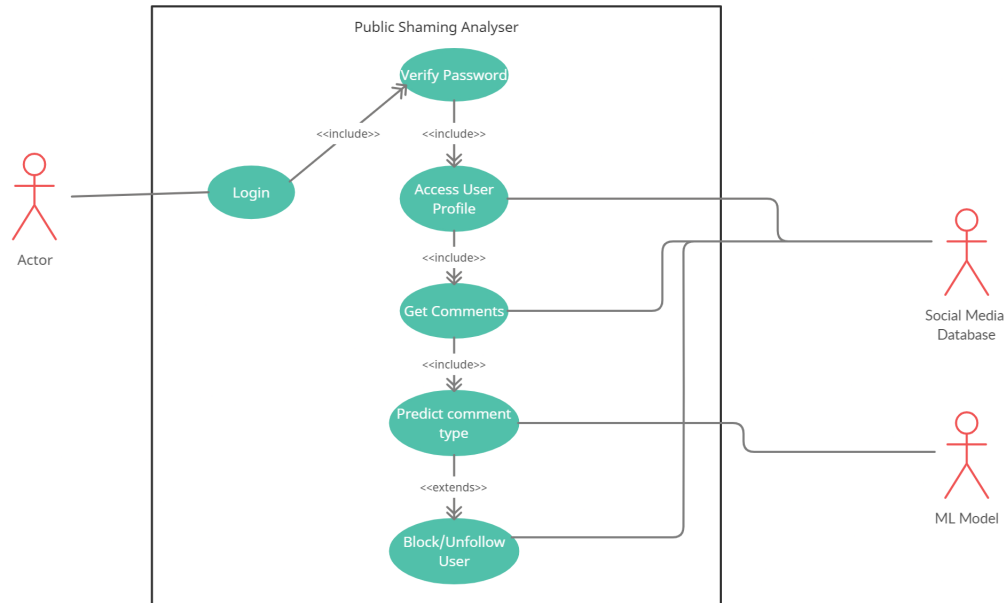 Public Shaming Analyser
Verify Password
<<include>>
<<include>>
Login
Access User
Profile
Actor
<<include>>
Get Comments
Social Media
Database
<<include>>
Predict comment
type
<<extends>>
ML Model
Block/Unfollow
User